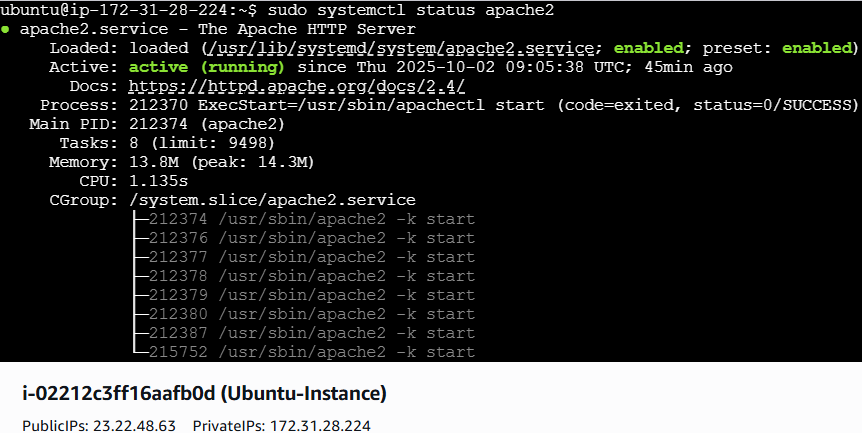 ubuntu@ip-172-31-28-224:~$ sudo systemctl status apache2
● apache2.service - The Apache HTTP Server
Loaded: loaded (/usr/lib/systemd/system/apache2.service; enabled; preset: enabled)
Active: active (running) since Thu 2025-10-02 09:05:38 UTC; 45min ago
Docs: https://httpd.apache.org/docs/2.4/
Process: 212370 ExecStart=/usr/sbin/apachectl start (code=exited, status=0/SUCCESS)
Main PID: 212374 (apache2)
Tasks: 8 (limit: 9498)
Memory: 13.8M (peak: 14.3M)
CPU: 1.135s
CGroup: /system.slice/apache2.service
├─212374 /usr/sbin/apache2 -k start
├─212376 /usr/sbin/apache2 -k start
├─212377 /usr/sbin/apache2 -k start
├─212378 /usr/sbin/apache2 -k start
├─212379 /usr/sbin/apache2 -k start
├─212380 /usr/sbin/apache2 -k start
├─212387 /usr/sbin/apache2 -k start
└─215752 /usr/sbin/apache2 -k start
i-02212c3ff16aafb0d (Ubuntu-Instance)
PublicIPs: 23.22.48.63 PrivateIPs: 172.31.28.224